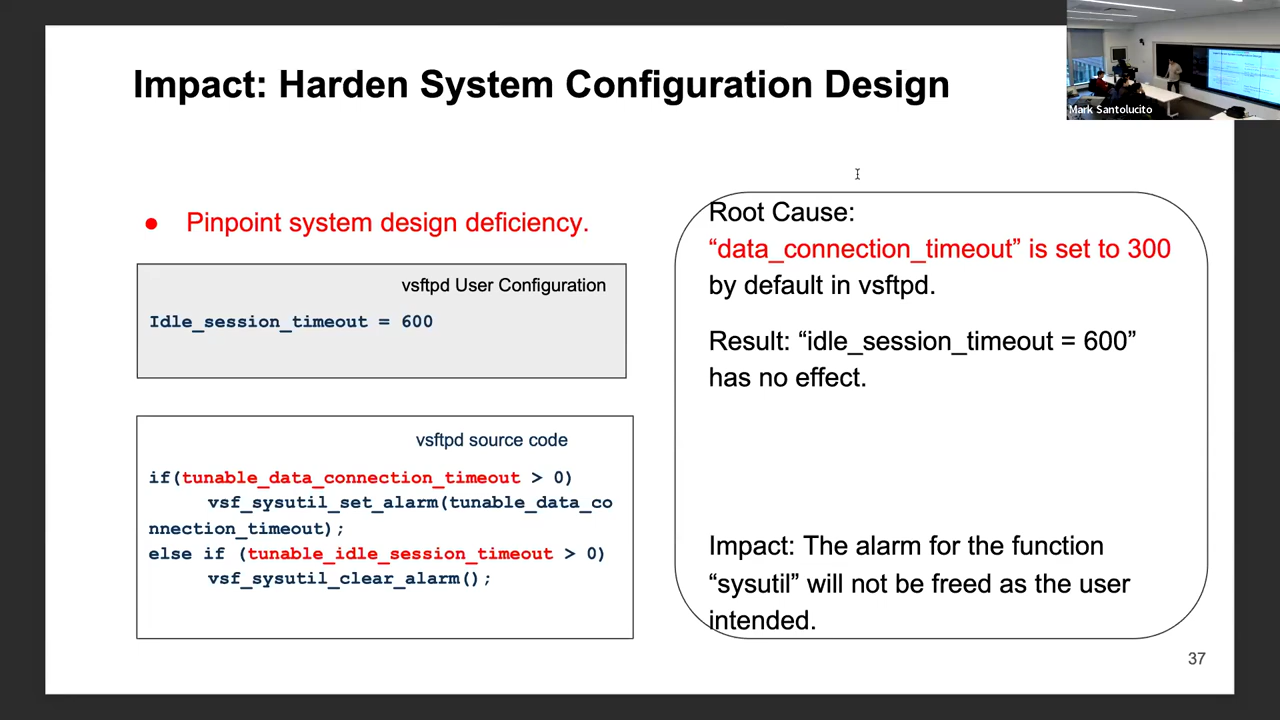 Impact: Harden System Configuration Design
Mark Santolucito
● Pinpoint system design deficiency.
vsftpd User Configuration
Idle_session_timeout = 600
vsftpd source code
if(tunable_data_connection_timeout > 0)
vsf_sysutil_set_alarm(tunable_data_co
nnection_timeout);
else if (tunable_idle_session_timeout > 0)
vsf_sysutil_clear_alarm();
Root Cause:
“data_connection_timeout” is set to 300
by default in vsftpd.
Result: “idle_session_timeout = 600”
has no effect.
Impact: The alarm for the function
“sysutil” will not be freed as the user
intended.
37